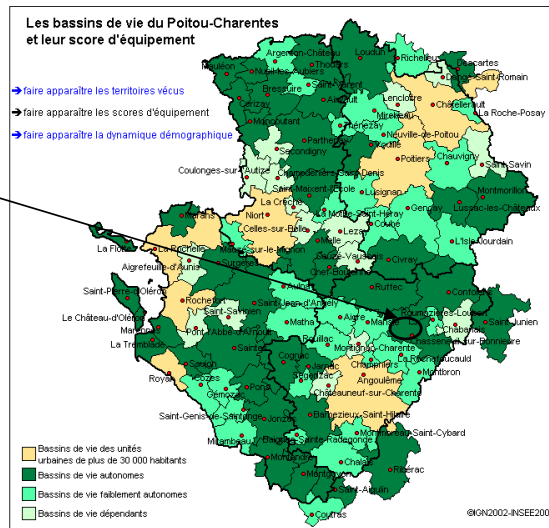 Les bassins de vie du Poitou-Charentes
et leur score d'équipement
faire apparaître les territoires vécus
faire apparaître les scores d'équipement
faire apparaître la dynamique démographique
Mauléon
Argenton-Château
Nueil-les-Aubiers
Thouars
Loudun
Richelieu
Descartes
Saint-Varent
Bressuire
Airvault
Cerizay
Moncoutant
Lencloître
Châtellerault
La Roche-Posay
Mirebeau
Thénezay
Neuville-de-Poitou
Vouillé
Parthenay
Secondigny
Poitiers
Chauvigny
Saint-Savin
Coulonges-sur-l'Autize
Champdeniers-Saint-Denis
Saint-Maixent-l'Ecole
Lusignan
Montmorillon
Lussac-les-Châteaux
La Crèche
Niort
Celles-sur-Belle
La Mothe-Saint-Héray
Gençay
Couhé
Lezay
Melle
L'Isle-Jourdain
Marans
La Flotte
La Rochelle
Sauzé-Vaussais
Chef-Boutonne
Civray
Aigrefeuille-d'Aunis
Surgères
Ruffec
Confolens
Saint-Pierre-d'Oléron
Rochefort
Aulnay
Saint-Jean-d'Angély
Le Château-d'Oléron
Saint-Savinien
Matha
Aigre
Mansle
Roumazières-Loubert
Saint-Junien
Chabanais
Chasseneuil-sur-Bonnieure
Marennes
La Tremblade
Pont-l'Abbé-d'Arnoult
Saintes
Rouillac
Montignac-Charente
La Rochefoucauld
Champniers
Montbron
Cognac
Jarnac
Angoulême
Royan
Saujon
Cozes
Gémozac
Pons
Segonzac
Châteauneuf-sur-Charente
Saint-Genis-de-Saintonge
Jonzac
Barbezieux-Saint-Hilaire
Mirambeau
Baignes-Sainte-Radegonde
Montmoreau-Saint-Cybard
Chalais
Ribérac
Montendre
Montguyon
Saint-Aigulin
Coutras
Bassins de vie des unités
urbaines de plus de 30 000 habitants
Bassins de vie autonomes
Bassins de vie faiblement autonomes
Bassins de vie dépendants
©IGN2002-INSEE200